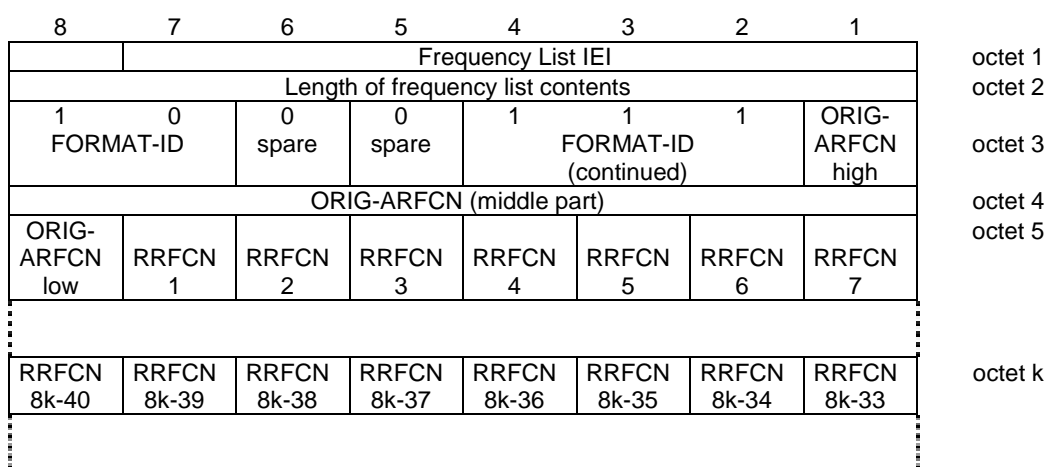 8 7 6 5 4 3 2 1
Frequency List IEI octet 1
Length of frequency list contents octet 2
1 0 0 0 1 1 1 ORIG-
FORMAT-ID spare spare FORMAT-ID ARFCN octet 3
(continued) high
ORIG-ARFCN (middle part) octet 4
ORIG- octet 5
ARFCN RRFCN RRFCN RRFCN RRFCN RRFCN RRFCN RRFCN
low 1 2 3 4 5 6 7
RRFCN RRFCN RRFCN RRFCN RRFCN RRFCN RRFCN RRFCN octet k
8k-40 8k-39 8k-38 8k-37 8k-36 8k-35 8k-34 8k-33